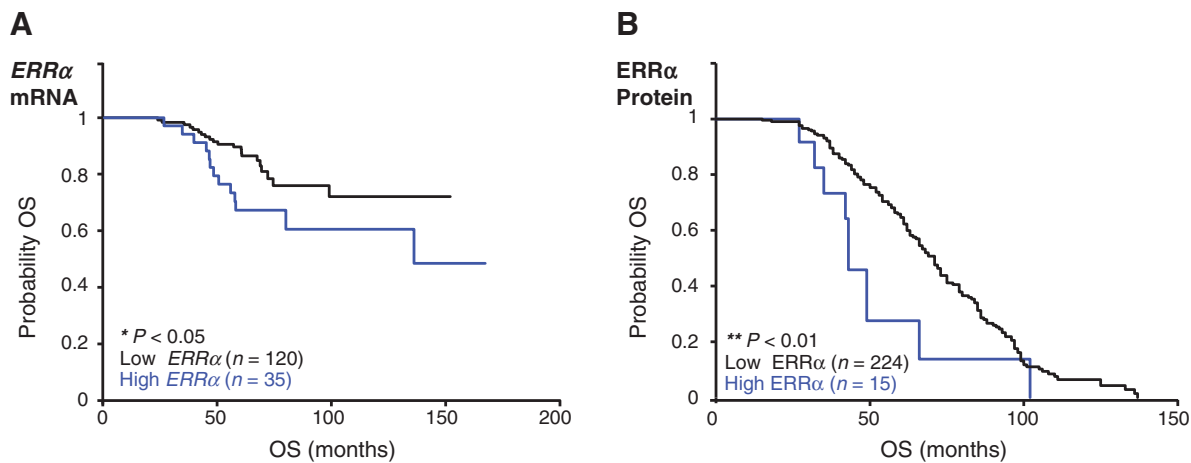 A
ERRα
mRNA
1
0.8
0.6
0.4
0.2
0
Probability OS
* P < 0.05
Low ERRα (n = 120)
High ERRα (n = 35)
0 50 100 150 200
OS (months)
B
ERRα
Protein
1
0.8
0.6
0.4
0.2
0
Probability OS
** P < 0.01
Low ERRα (n = 224)
High ERRα (n = 15)
0 50 100 150
OS (months)